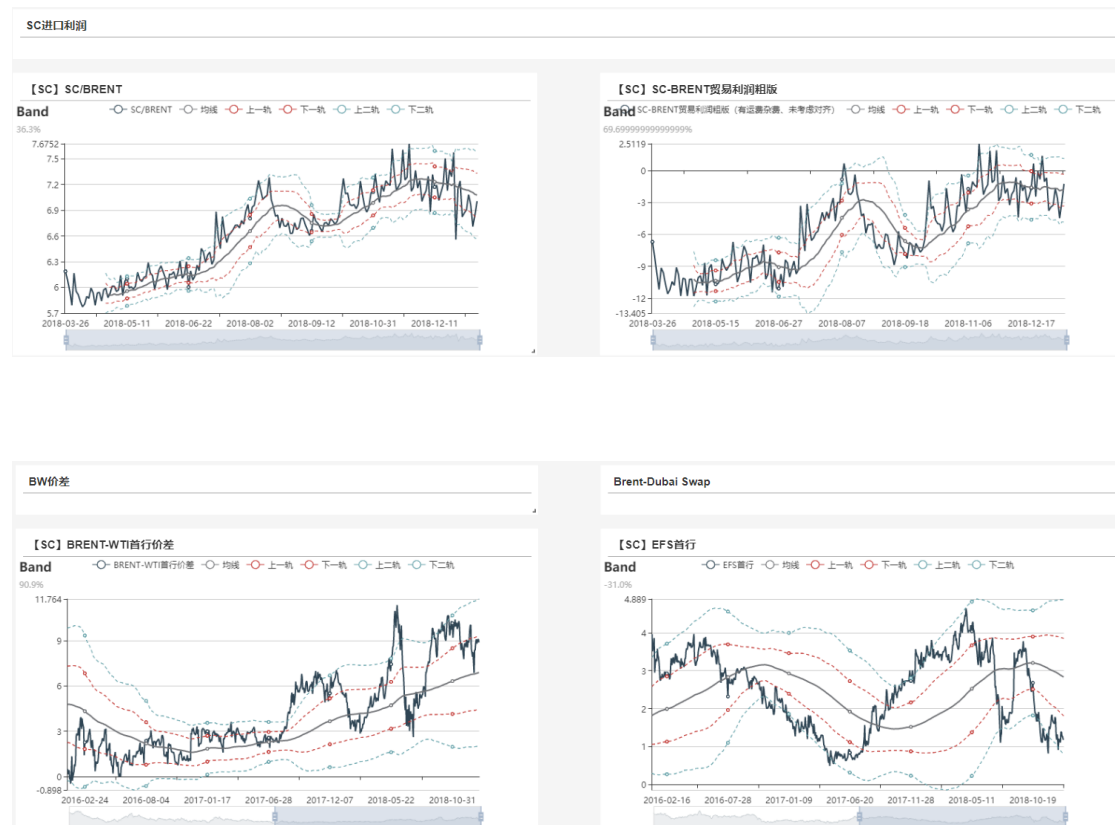 SC进口利润
【SC】SC/BRENT
Band
SC/BRENT 均线 上一轨 下一轨 上二轨 下二轨
36.3%
7.6752
7.5
7.2
6.9
6.6
6.3
6
5.7
2018-03-26 2018-05-11 2018-06-22 2018-08-02 2018-09-12 2018-10-31 2018-12-11
【SC】SC-BRENT贸易利润粗版
Band
SC-BRENT贸易利润粗版（有运费杂费、未考虑对齐） 均线 上一轨 下一轨 上二轨 下二轨
69.69999999999999%
2.5119
0
-3
-6
-9
-12
-13.405
2018-03-26 2018-05-15 2018-06-27 2018-08-07 2018-09-18 2018-11-06 2018-12-17
BW价差
【SC】BRENT-WTI首行价差
Band
BRENT-WTI首行价差 均线 上一轨 下一轨 上二轨 下二轨
90.9%
11.764
9
6
3
0
-0.898
2016-02-24 2016-08-04 2017-01-17 2017-06-28 2017-12-07 2018-05-22 2018-10-31
Brent-Dubai Swap
【SC】EFS首行
Band
EFS首行 均线 上一轨 下一轨 上二轨 下二轨
-31.0%
4.889
4
3
2
1
0
2016-02-16 2016-07-28 2017-01-09 2017-06-20 2017-11-28 2018-05-11 2018-10-19